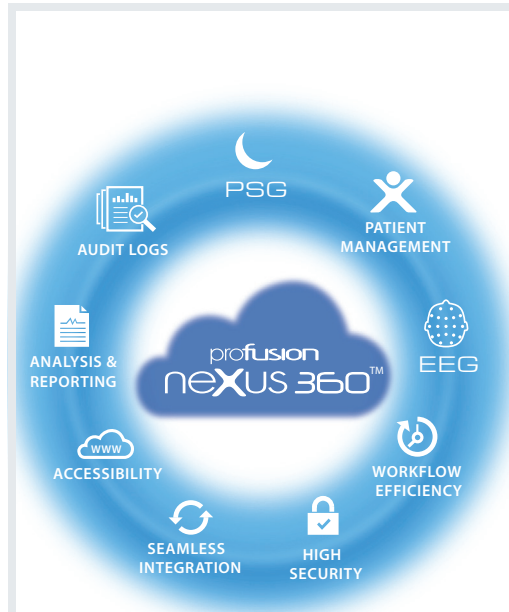 PSG
PATIENT
MANAGEMENT
EEG
WORKFLOW
EFFICIENCY
HIGH
SECURITY
SEAMLESS
INTEGRATION
WWW
ACCESSIBILITY
ANALYSIS &
REPORTING
AUDIT LOGS
profusion
neXus 360™